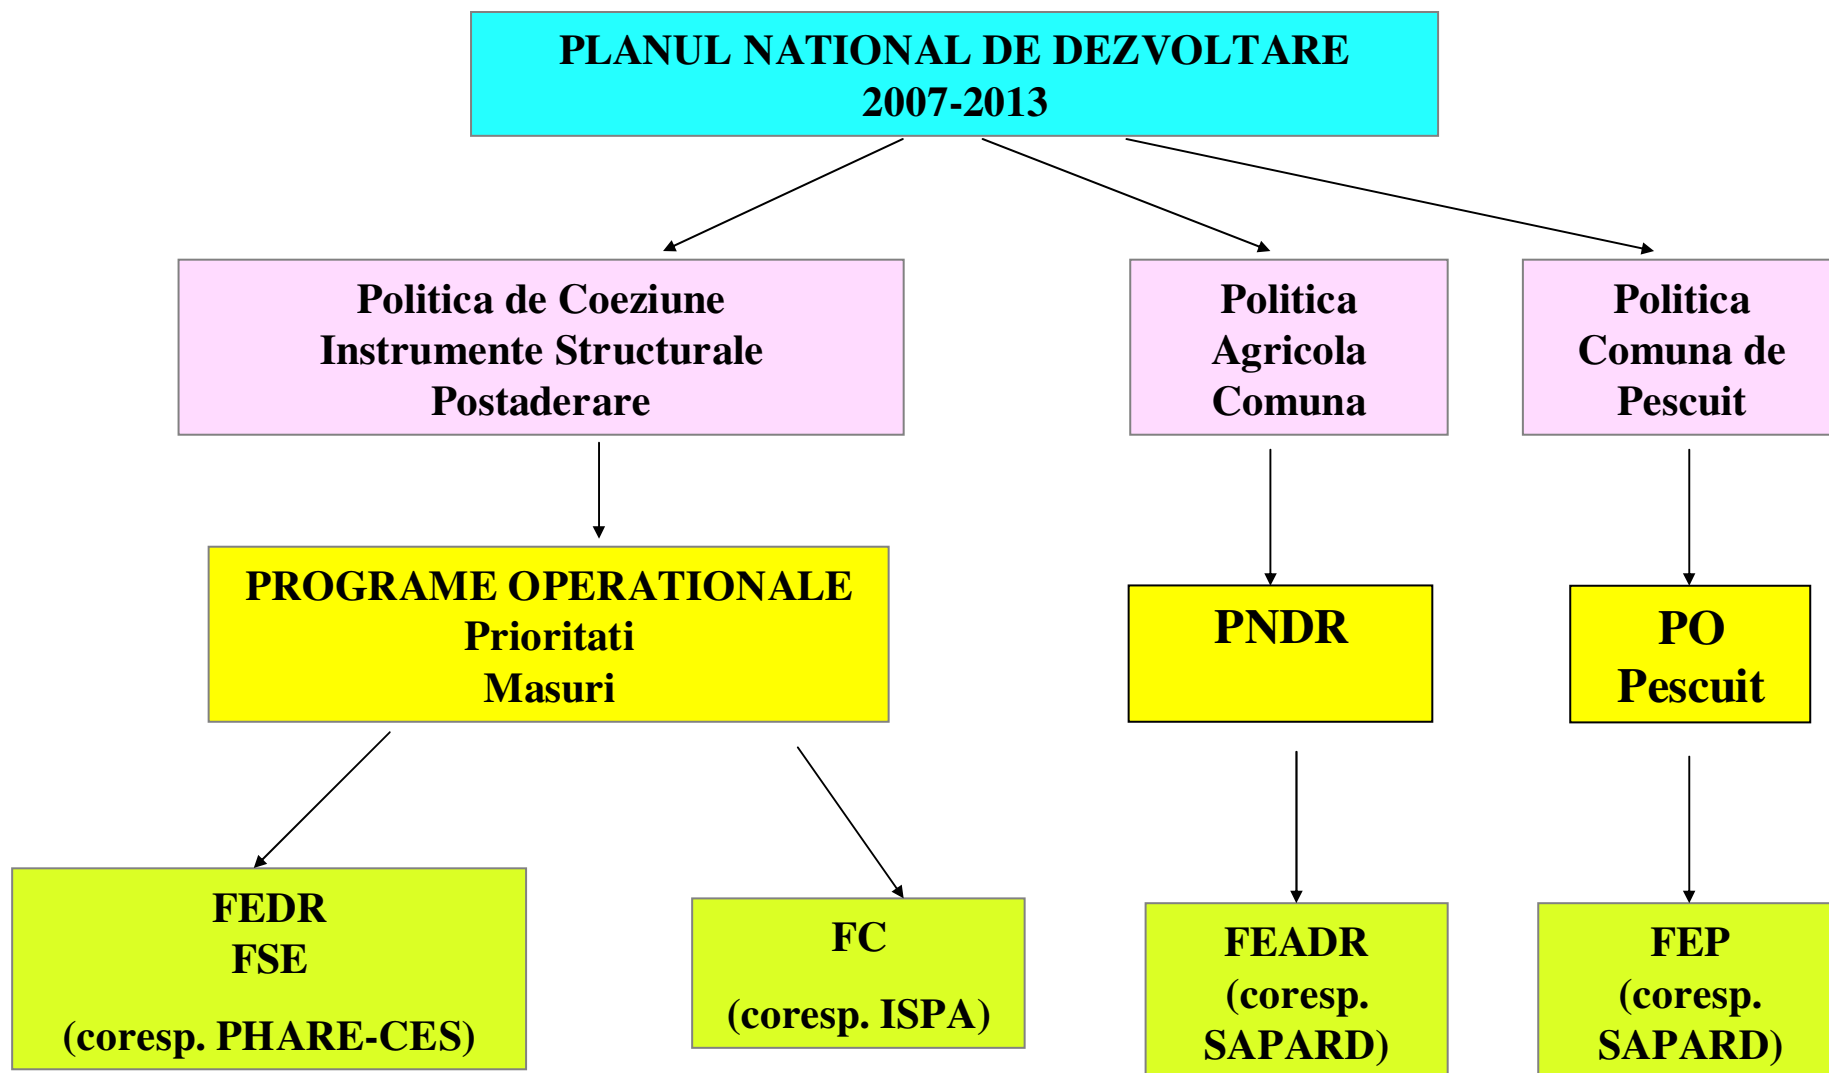 PLANUL NATIONAL DE DEZVOLTARE
2007-2013
Politica de Coeziune
Instrumente Structurale
Postaderare
Politica
Agricola
Comuna
Politica
Comuna de
Pescuit
PROGRAME OPERATIONALE
Prioritati
Masuri
PNDR
PO
Pescuit
FEDR
FSE
(coresp. PHARE-CES)
FC
(coresp. ISPA)
FEADR
(coresp.
SAPARD)
FEP
(coresp.
SAPARD)